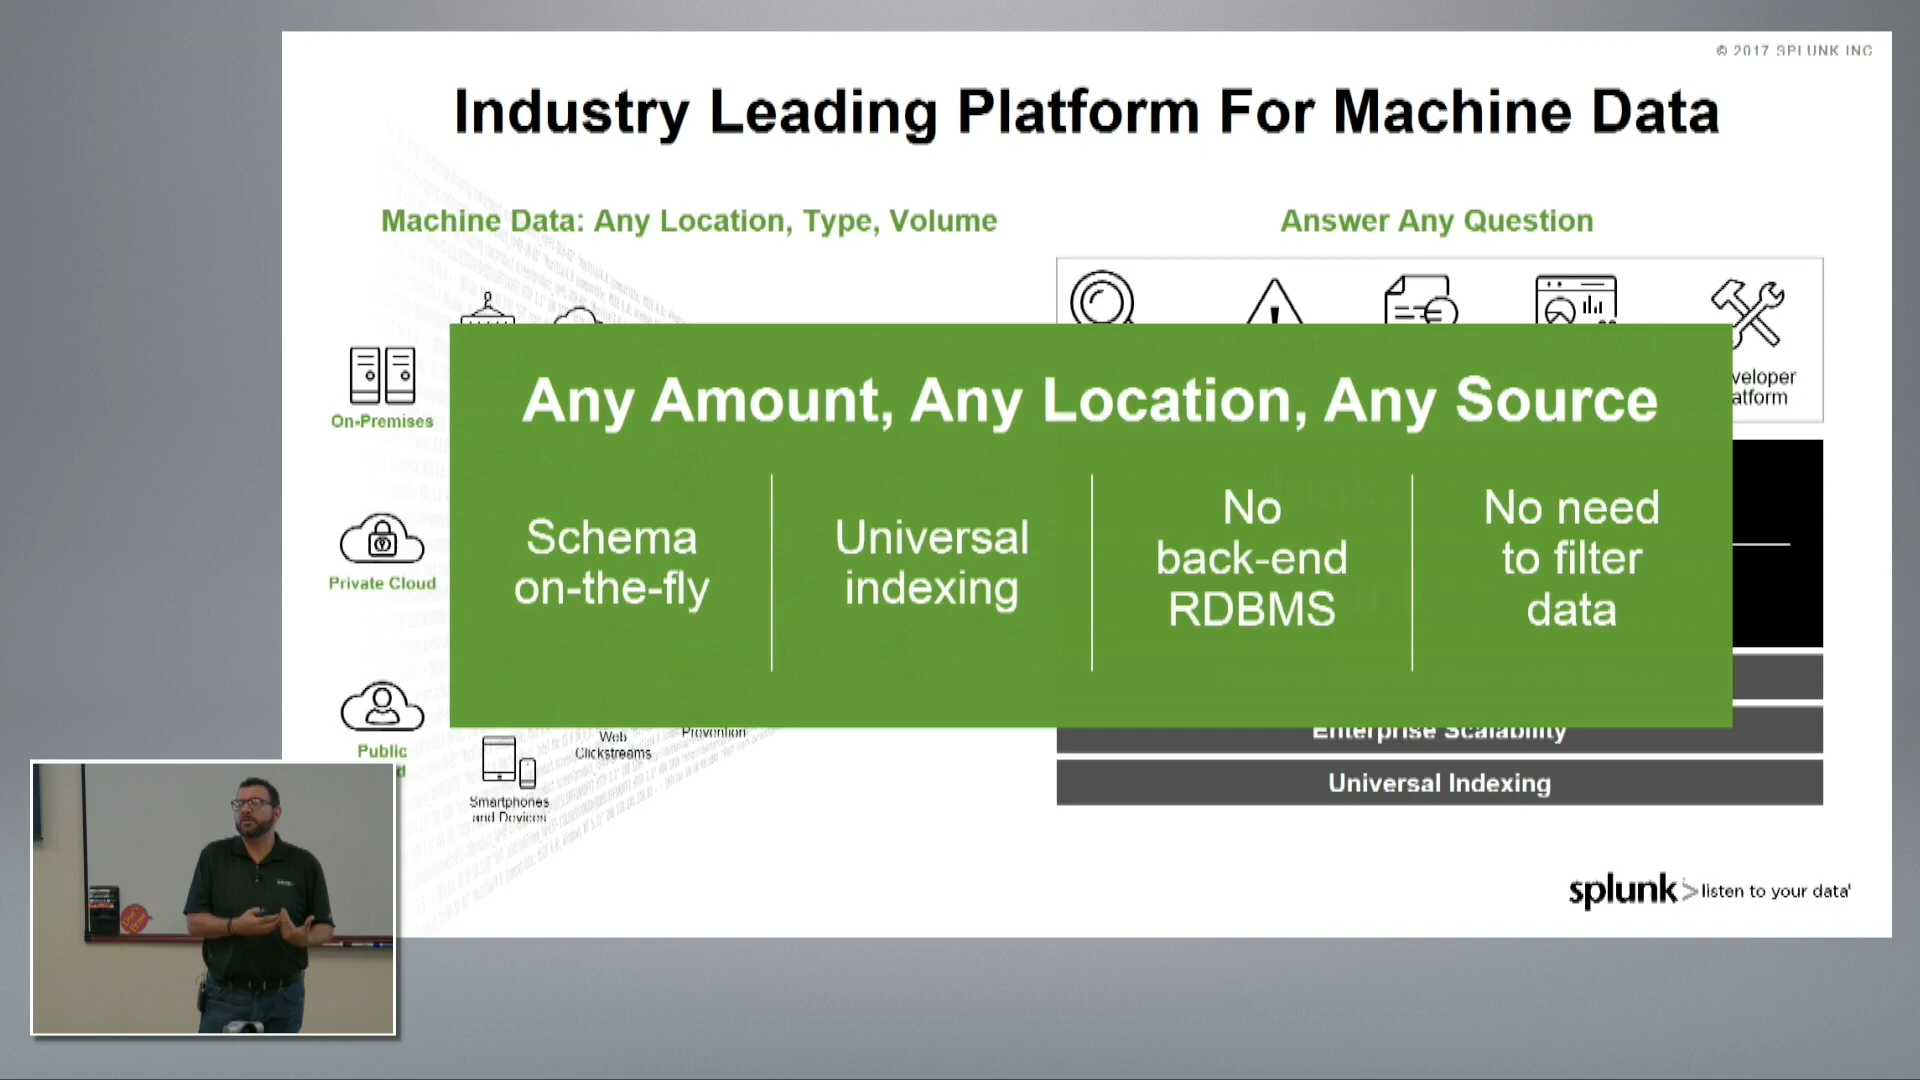 © 2017 SPLUNK INC
Industry Leading Platform For Machine Data
Machine Data: Any Location, Type, Volume
Answer Any Question
On-Premises
Private Cloud
Public
Any Amount, Any Location, Any Source
Schema
on-the-fly
Universal
indexing
No
back-end
RDBMS
No need
to filter
data
veloper
atform
Web
Clickstreams
Prevention
Smartphones
and Devices
Enterprise Scalability
Universal Indexing
splunk> listen to your data